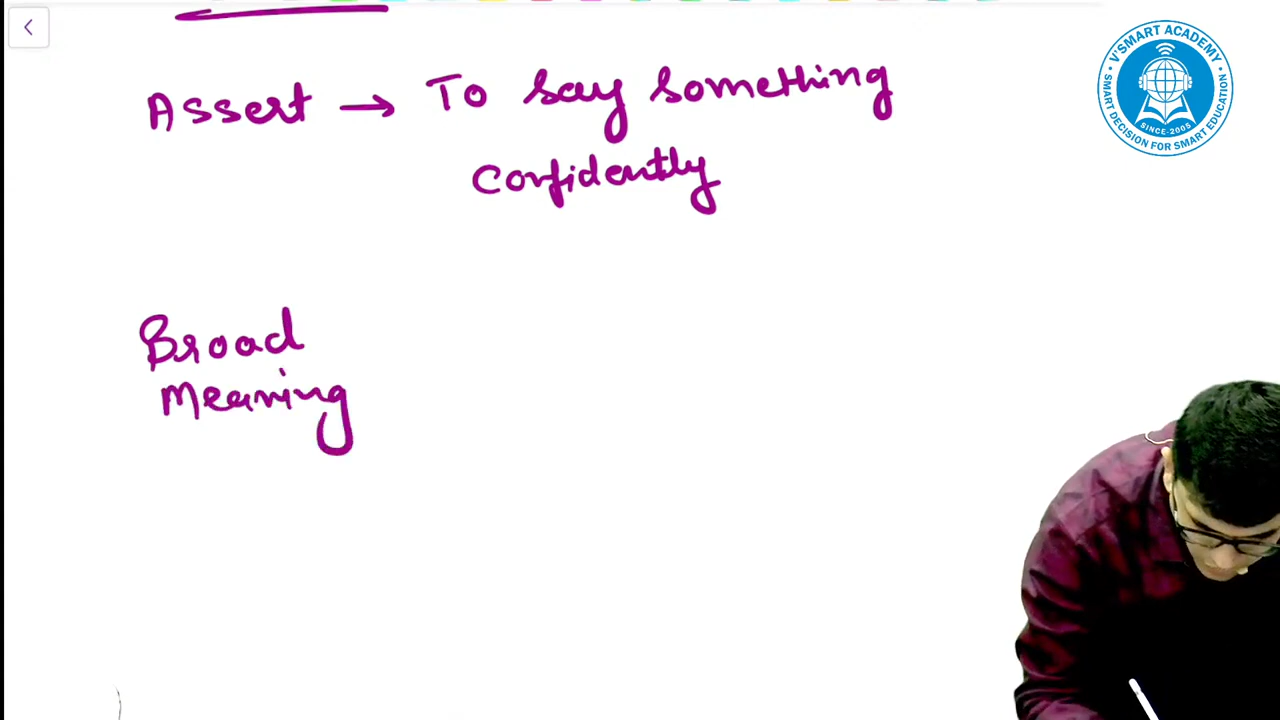 Assert → To say something
confidently
Broad
Meaning
V'SMART ACADEMY
SINCE-2005
SMART DECISION FOR SMART EDUCATION